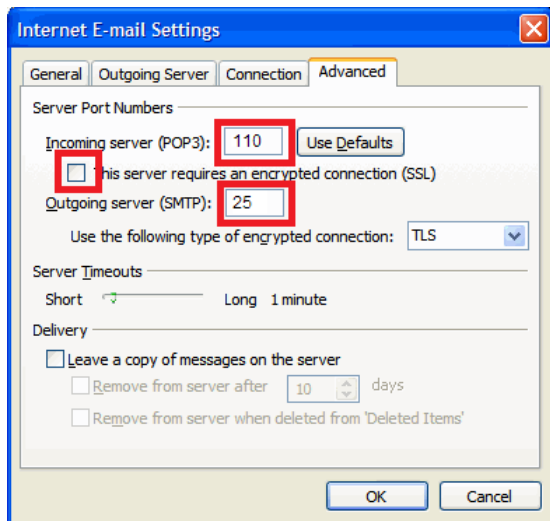 Internet E-mail Settings
General Outgoing Server Connection Advanced
Server Port Numbers
Incoming server (POP3): 110 Use Defaults
This server requires an encrypted connection (SSL)
Outgoing server (SMTP): 25
Use the following type of encrypted connection: TLS
Server Timeouts
Short Long 1 minute
Delivery
Leave a copy of messages on the server
Remove from server after 10 days
Remove from server when deleted from 'Deleted Items'
OK Cancel